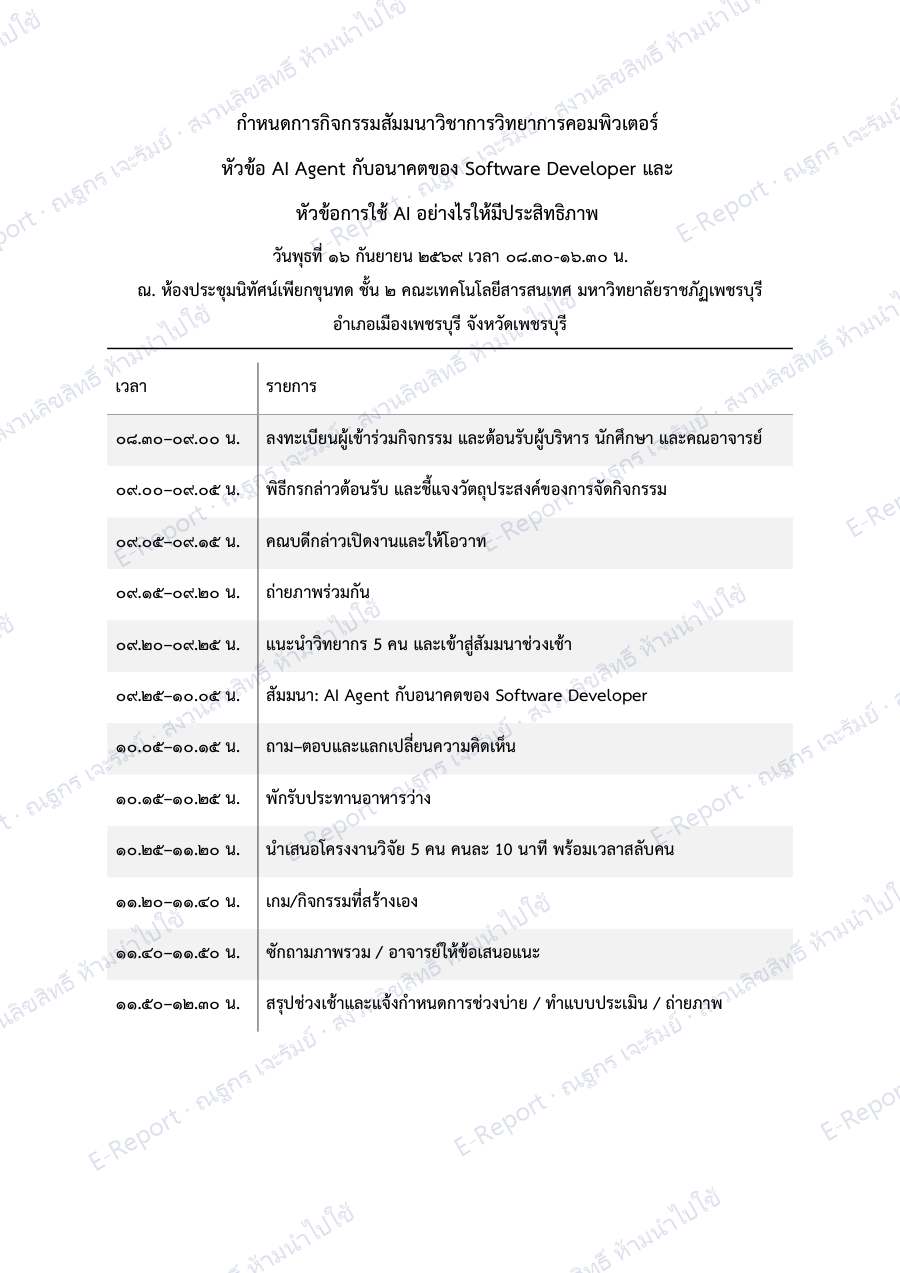 กำหนดการกิจกรรมสัมมนาวิชาการวิทยาการคอมพิวเตอร์
หัวข้อ AI Agent กับอนาคตของ Software Developer และ
หัวข้อการใช้ AI อย่างไรให้มีประสิทธิภาพ
วันพุธที่ ๑๖ กันยายน ๒๕๖๙ เวลา ๐๘.๓๐-๑๖.๓๐ น.
ณ. ห้องประชุมนิทัศน์เพียกขุนทด ชั้น ๒ คณะเทคโนโลยีสารสนเทศ มหาวิทยาลัยราชภัฏเพชรบุรี
อำเภอเมืองเพชรบุรี จังหวัดเพชรบุรี
เวลา รายการ
๐๘.๓๐–๐๙.๐๐ น. ลงทะเบียนผู้เข้าร่วมกิจกรรม และต้อนรับผู้บริหาร นักศึกษา และคณอาจารย์
๐๙.๐๐–๐๙.๐๕ น. พิธีกรกล่าวต้อนรับ และชี้แจงวัตถุประสงค์ของการจัดกิจกรรม
๐๙.๐๕–๐๙.๑๕ น. คณบดีกล่าวเปิดงานและให้โอวาท
๐๙.๑๕–๐๙.๒๐ น. ถ่ายภาพร่วมกัน
๐๙.๒๐–๐๙.๒๕ น. แนะนำวิทยากร 5 คน และเข้าสู่สัมมนาช่วงเช้า
๐๙.๒๕–๑๐.๐๕ น. สัมมนา: AI Agent กับอนาคตของ Software Developer
๑๐.๐๕–๑๐.๑๕ น. ถาม–ตอบและแลกเปลี่ยนความคิดเห็น
๑๐.๑๕–๑๐.๒๕ น. พักรับประทานอาหารว่าง
๑๐.๒๕–๑๑.๒๐ น. นำเสนอโครงงานวิจัย 5 คน คนละ 10 นาที พร้อมเวลาสลับคน
๑๑.๒๐–๑๑.๔๐ น. เกม/กิจกรรมที่สร้างเอง
๑๑.๔๐–๑๑.๕๐ น. ซักถามภาพรวม / อาจารย์ให้ข้อเสนอแนะ
๑๑.๕๐–๑๒.๓๐ น. สรุปช่วงเช้าและแจ้งกำหนดการช่วงบ่าย / ทำแบบประเมิน / ถ่ายภาพ
E-Report · ณฐกร เจะรัมย์ · สงวนลิขสิทธิ์ ห้ามนำไปใช้